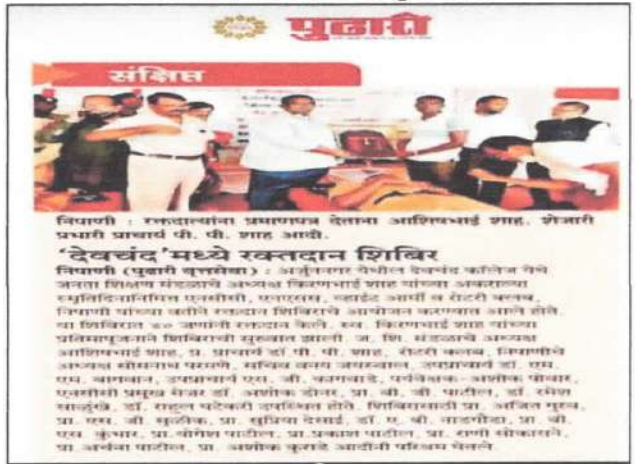 पुढारी
संक्षिप्त
निपाणी : रक्तदात्यांना प्रमाणपत्र देताना आशिषभाई शाह. शेजारी
प्रभारी प्राचार्य पी. पी. शाह आदी.
'देवचंद'मध्ये रक्तदान शिबिर
निपाणी (पुढारी वृत्तसेवा) : अर्जुननगर येथील देवचंद कॉलेज येथे
जनता शिक्षण मंडळाचे अध्यक्ष किरणभाई शाह यांच्या अकराव्या
स्मृतिदिनानिमित्त एनसीसी, एनएसएस, व्हाईट आर्मी व रोटरी क्लब,
निपाणी यांच्या वतीने रक्तदान शिबिराचे आयोजन करण्यात आले होते.
या शिबिरात ४० जणांनी रक्तदान केले. स्व. किरणभाई शाह यांच्या
प्रतिमापूजनाने शिबिराची सुरुवात झाली. ज. शि. मंडळाचे अध्यक्ष
आशिषभाई शाह, प्र. प्राचार्य डॉ पी. पी. शाह, रोटरी क्लब, निपाणीचे
अध्यक्ष सोमनाथ परमणे, सचिव जयस्वाल, उपप्राचार्य डॉ. एम.
एम. बागवान, उपप्राचार्य एस. जी. कागवाडे, पर्यवेक्षक अशोक पोवार,
एनसीसी प्रमुख मेजर डॉ. अशोक डोनर, प्रा. बी. जी. पाटील, डॉ. रमेश
साळुंखे, डॉ. राहुल पटेकरी उपस्थित होते. शिबिरासाठी प्रा. अजित
प्रा. एस. जी. प्रा. सुप्रिया देसाई, डॉ. ए. बी. नाडगौडा, प्रा. बी.
एस. कुंभार, प्रा. योगेश पाटील, प्रा. प्रकाश पाटील, प्रा. राणी सोकासने,
प्रा. अर्चना पाटील, प्रा. अशोक कुराडे आदींनी परिश्रम घेतले.